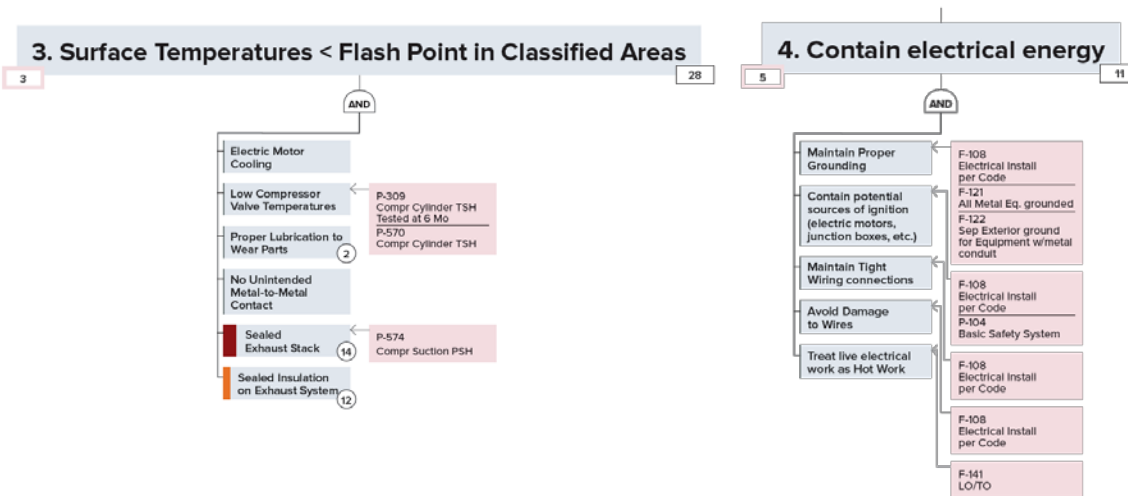 3. Surface Temperatures < Flash Point in Classified Areas
3
28
AND
Electric Motor
Cooling
Low Compressor
Valve Temperatures
P-309
Compr Cylinder TSH
Tested at 6 Mo
P-570
Compr Cylinder TSH
Proper Lubrication to
Wear Parts
2
No Unintended
Metal-to-Metal
Contact
Sealed
Exhaust Stack
14
P-574
Compr Suction PSH
Sealed Insulation
on Exhaust System
12
4. Contain electrical energy
5
11
AND
Maintain Proper
Grounding
Contain potential
sources of ignition
(electric motors,
junction boxes, etc.)
Maintain Tight
Wiring connections
Avoid Damage
to Wires
Treat live electrical
work as Hot Work
F-108
Electrical Install
per Code
F-121
All Metal Eq. grounded
F-122
Sep Exterior ground
for Equipment w/metal
conduit
F-108
Electrical Install
per Code
P-104
Basic Safety System
F-108
Electrical Install
per Code
F-108
Electrical Install
per Code
F-141
LO/TO